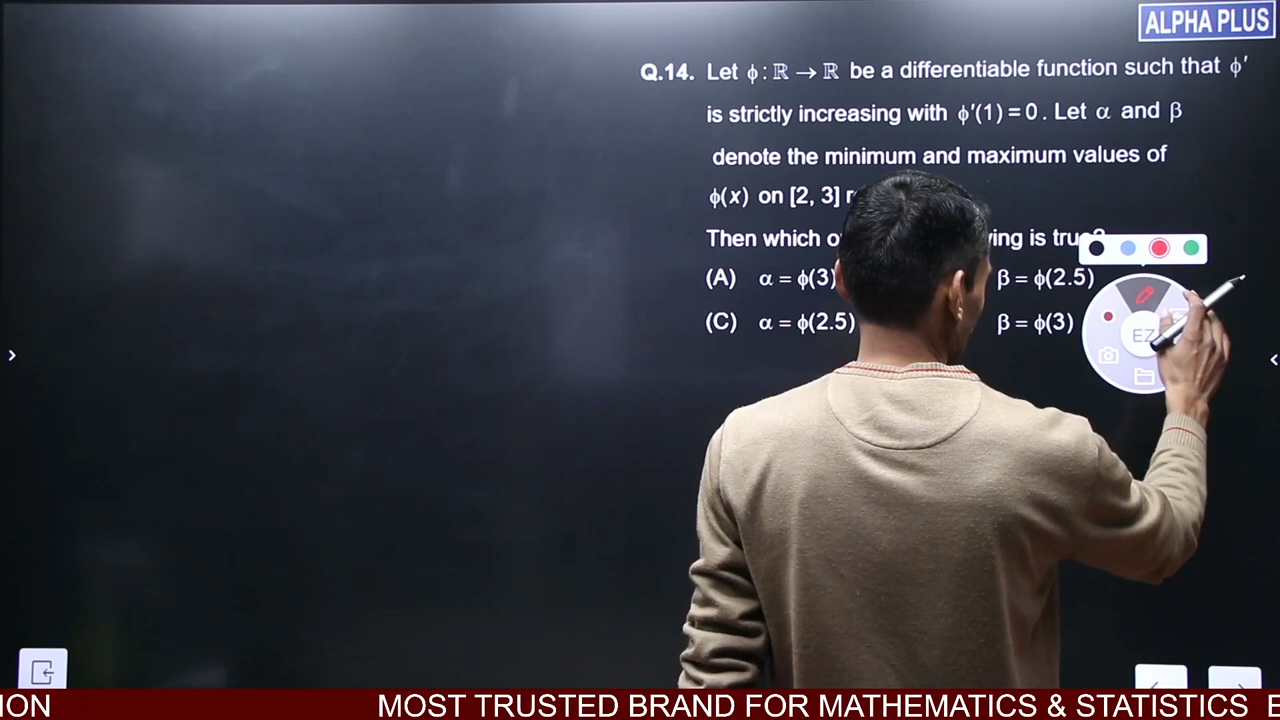 ALPHA PLUS
Q.14. Let ϕ : ℝ → ℝ be a differentiable function such that ϕ′
is strictly increasing with ϕ′(1) = 0. Let α and β
denote the minimum and maximum values of
ϕ(x) on [2, 3]
Then which is true?
(A) α = ϕ(3) β = ϕ(2.5)
(C) α = ϕ(2.5) β = ϕ(3)
EZ
ION MOST TRUSTED BRAND FOR MATHEMATICS & STATISTICS E